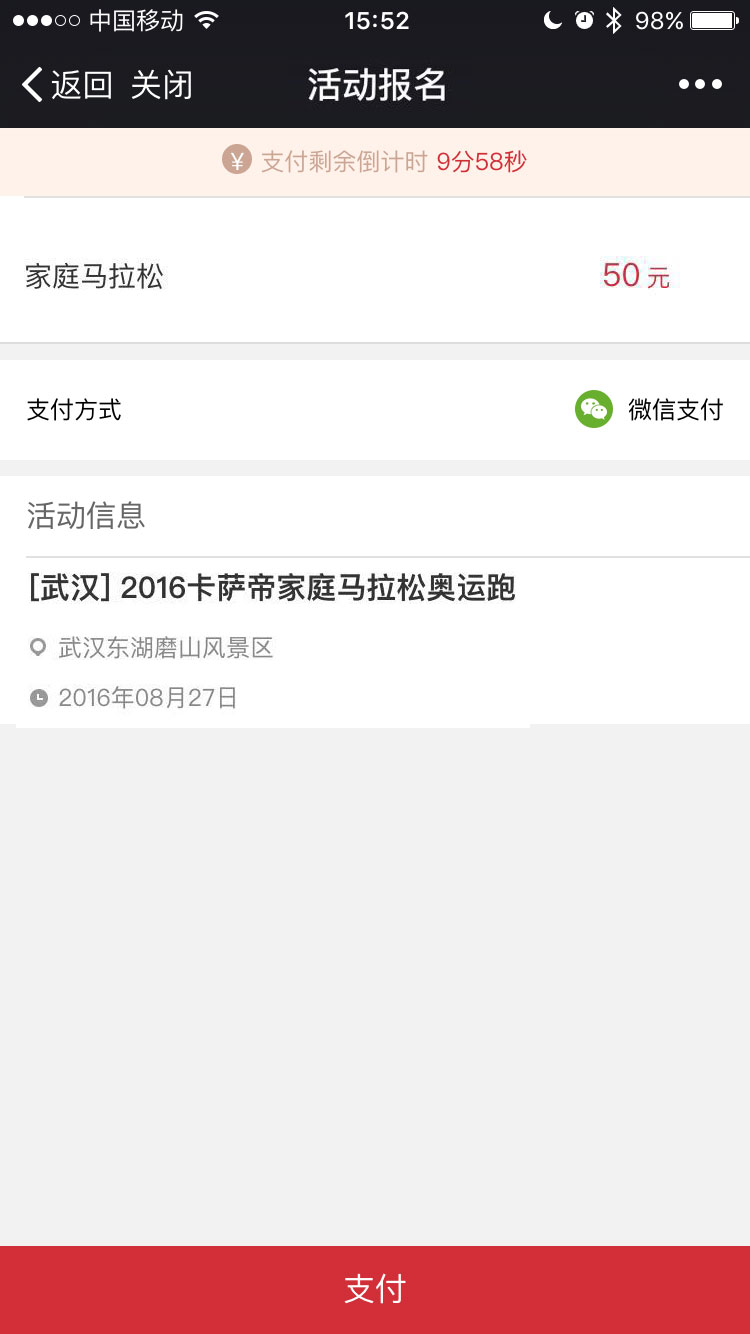 中国移动 15:52 98%
返回 关闭 活动报名
¥ 支付剩余倒计时 9分58秒
家庭马拉松 50 元
支付方式 微信支付
活动信息
[武汉] 2016卡萨帝家庭马拉松奥运跑
武汉东湖磨山风景区
2016年08月27日
支付